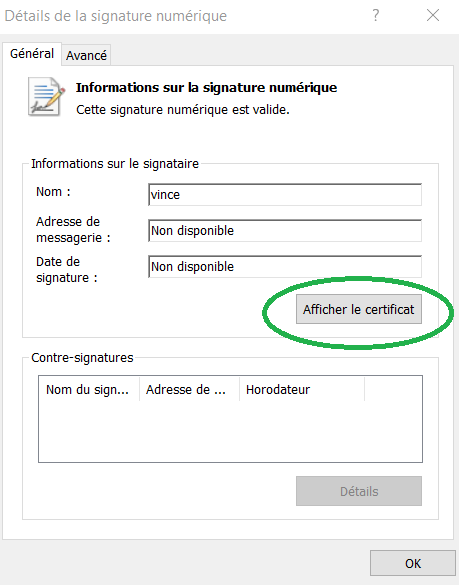 Détails de la signature numérique
?
Général Avancé
Informations sur la signature numérique
Cette signature numérique est valide.
Informations sur le signataire
Nom : vince
Adresse de
messagerie : Non disponible
Date de
signature : Non disponible
Afficher le certificat
Contre-signatures
Nom du sign... Adresse de ... Horodateur
Détails
OK